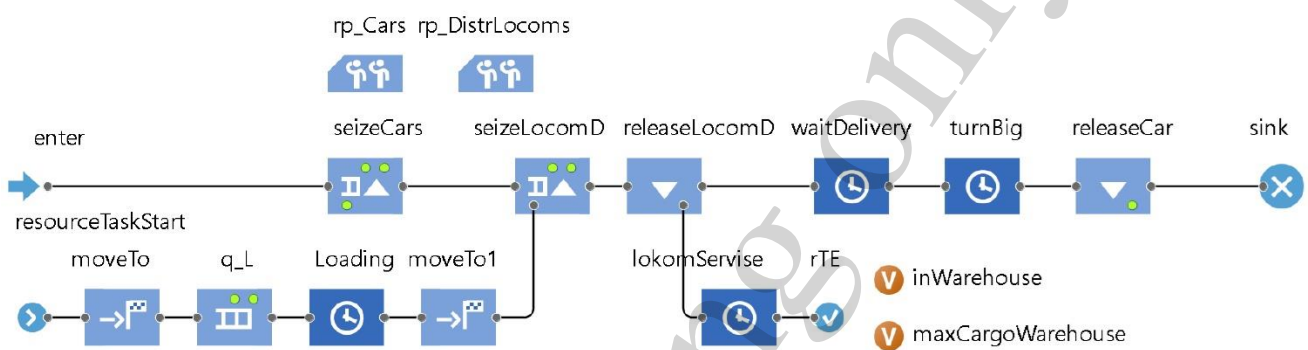 rp_Cars rp_DistrLocoms
enter
seizeCars seizeLocomD releaseLocomD waitDelivery turnBig releaseCar sink
resourceTaskStart
moveTo q_L Loading moveTo1 lokomServise rTE
V inWarehouse
V maxCargoWarehouse